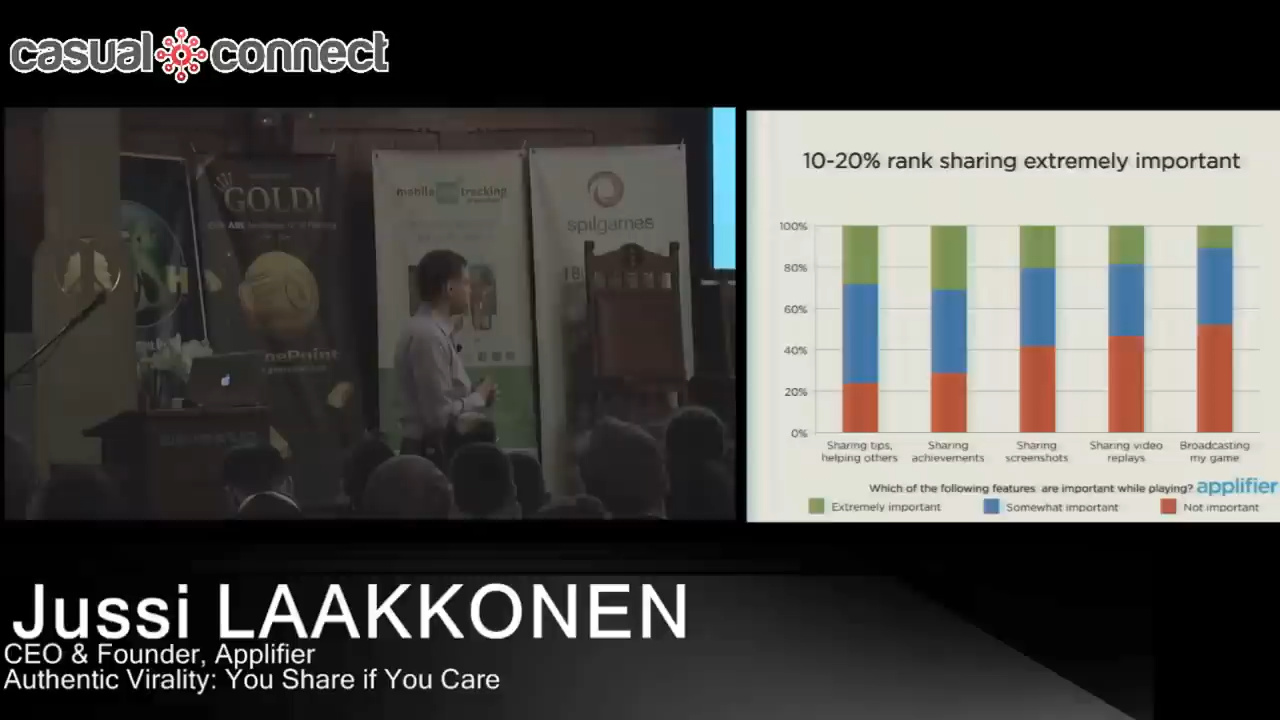 casual connect
GOLD!
mobile app tracking
spilgames
18
10-20% rank sharing extremely important
100%
80%
60%
40%
20%
0%
Sharing tips, helping others
Sharing achievements
Sharing screenshots
Sharing video replays
Broadcasting my game
Which of the following features are important while playing?
applifier
Extremely important
Somewhat important
Not important
Jussi LAAKKONEN
CEO & Founder, Applifier
Authentic Virality: You Share if You Care